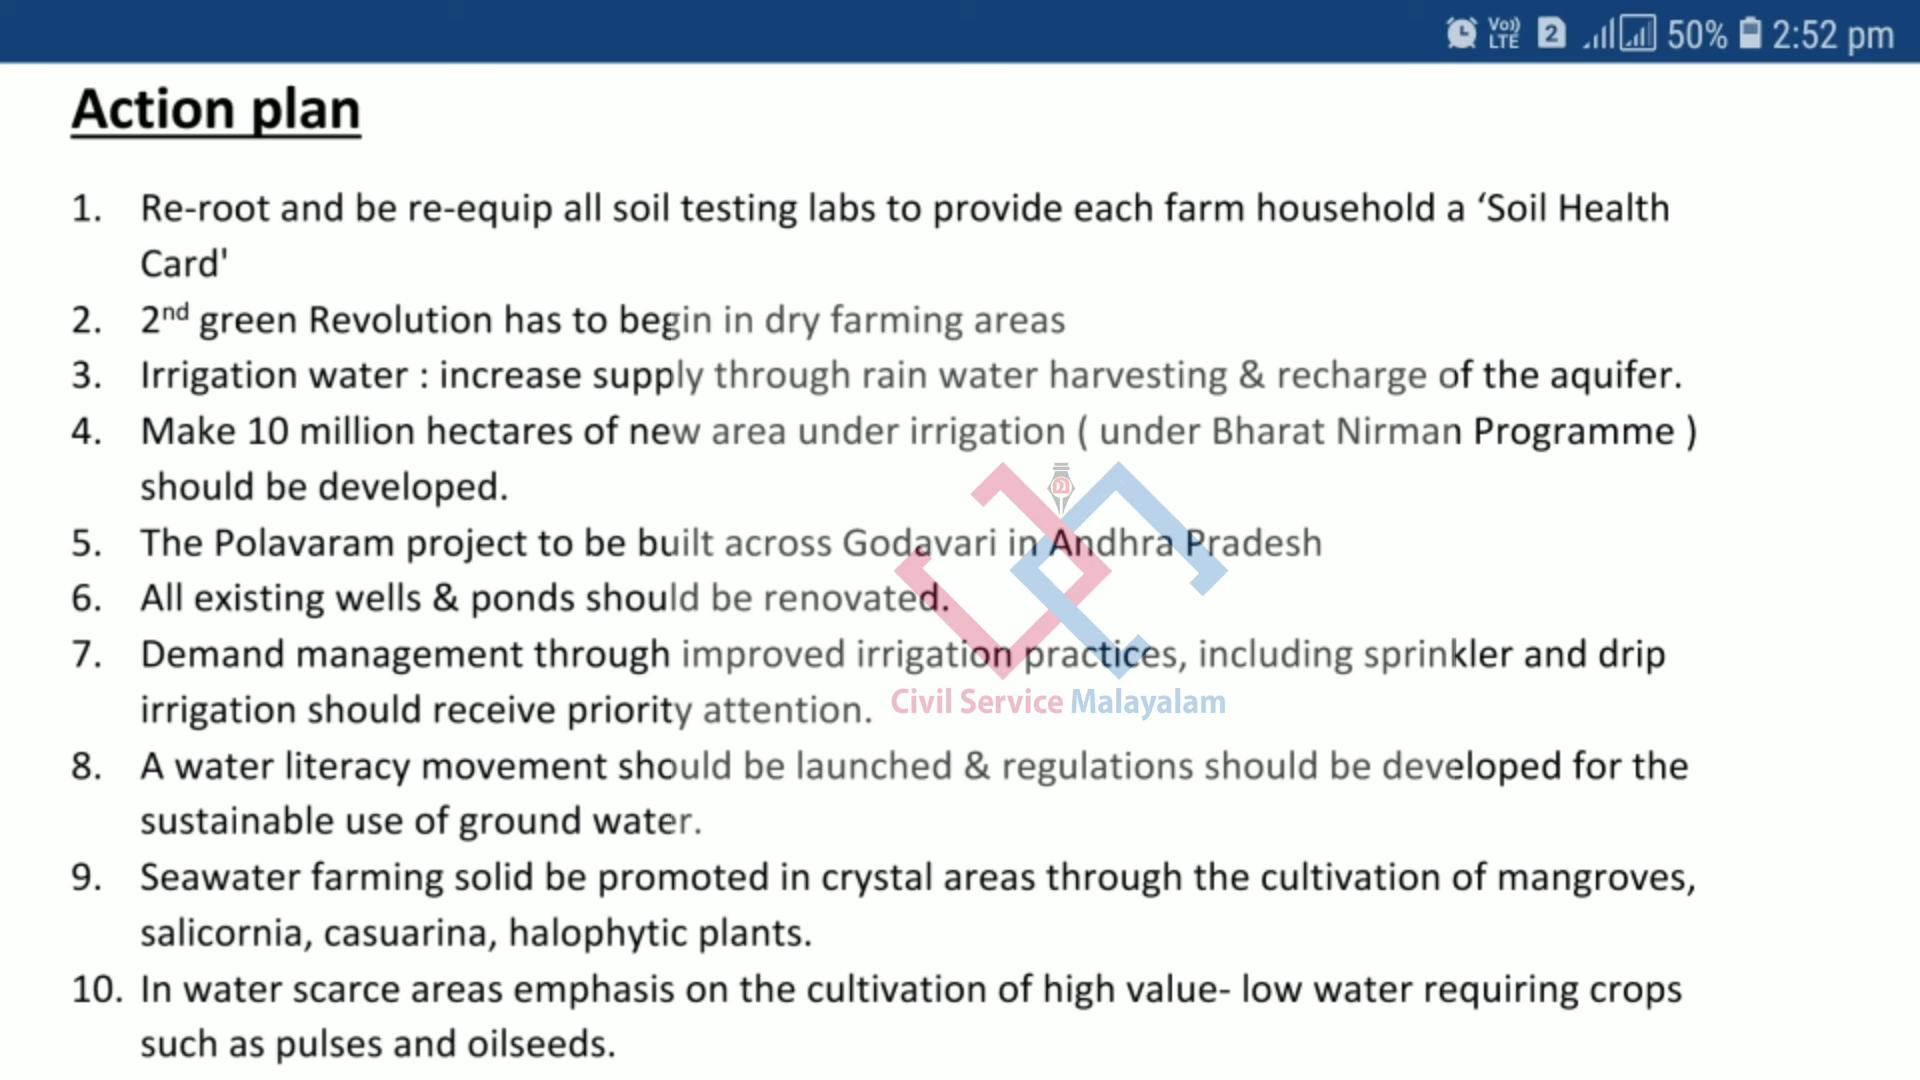 Vo)) LTE 2 50% 2:52 pm
Action plan
1. Re-root and be re-equip all soil testing labs to provide each farm household a ‘Soil Health
Card'
2. 2nd green Revolution has to begin in dry farming areas
3. Irrigation water : increase supply through rain water harvesting & recharge of the aquifer.
4. Make 10 million hectares of new area under irrigation ( under Bharat Nirman Programme )
should be developed.
5. The Polavaram project to be built across Godavari in Andhra Pradesh
6. All existing wells & ponds should be renovated.
7. Demand management through improved irrigation practices, including sprinkler and drip
irrigation should receive priority attention.
Civil Service Malayalam
8. A water literacy movement should be launched & regulations should be developed for the
sustainable use of ground water.
9. Seawater farming solid be promoted in crystal areas through the cultivation of mangroves,
salicornia, casuarina, halophytic plants.
10. In water scarce areas emphasis on the cultivation of high value- low water requiring crops
such as pulses and oilseeds.